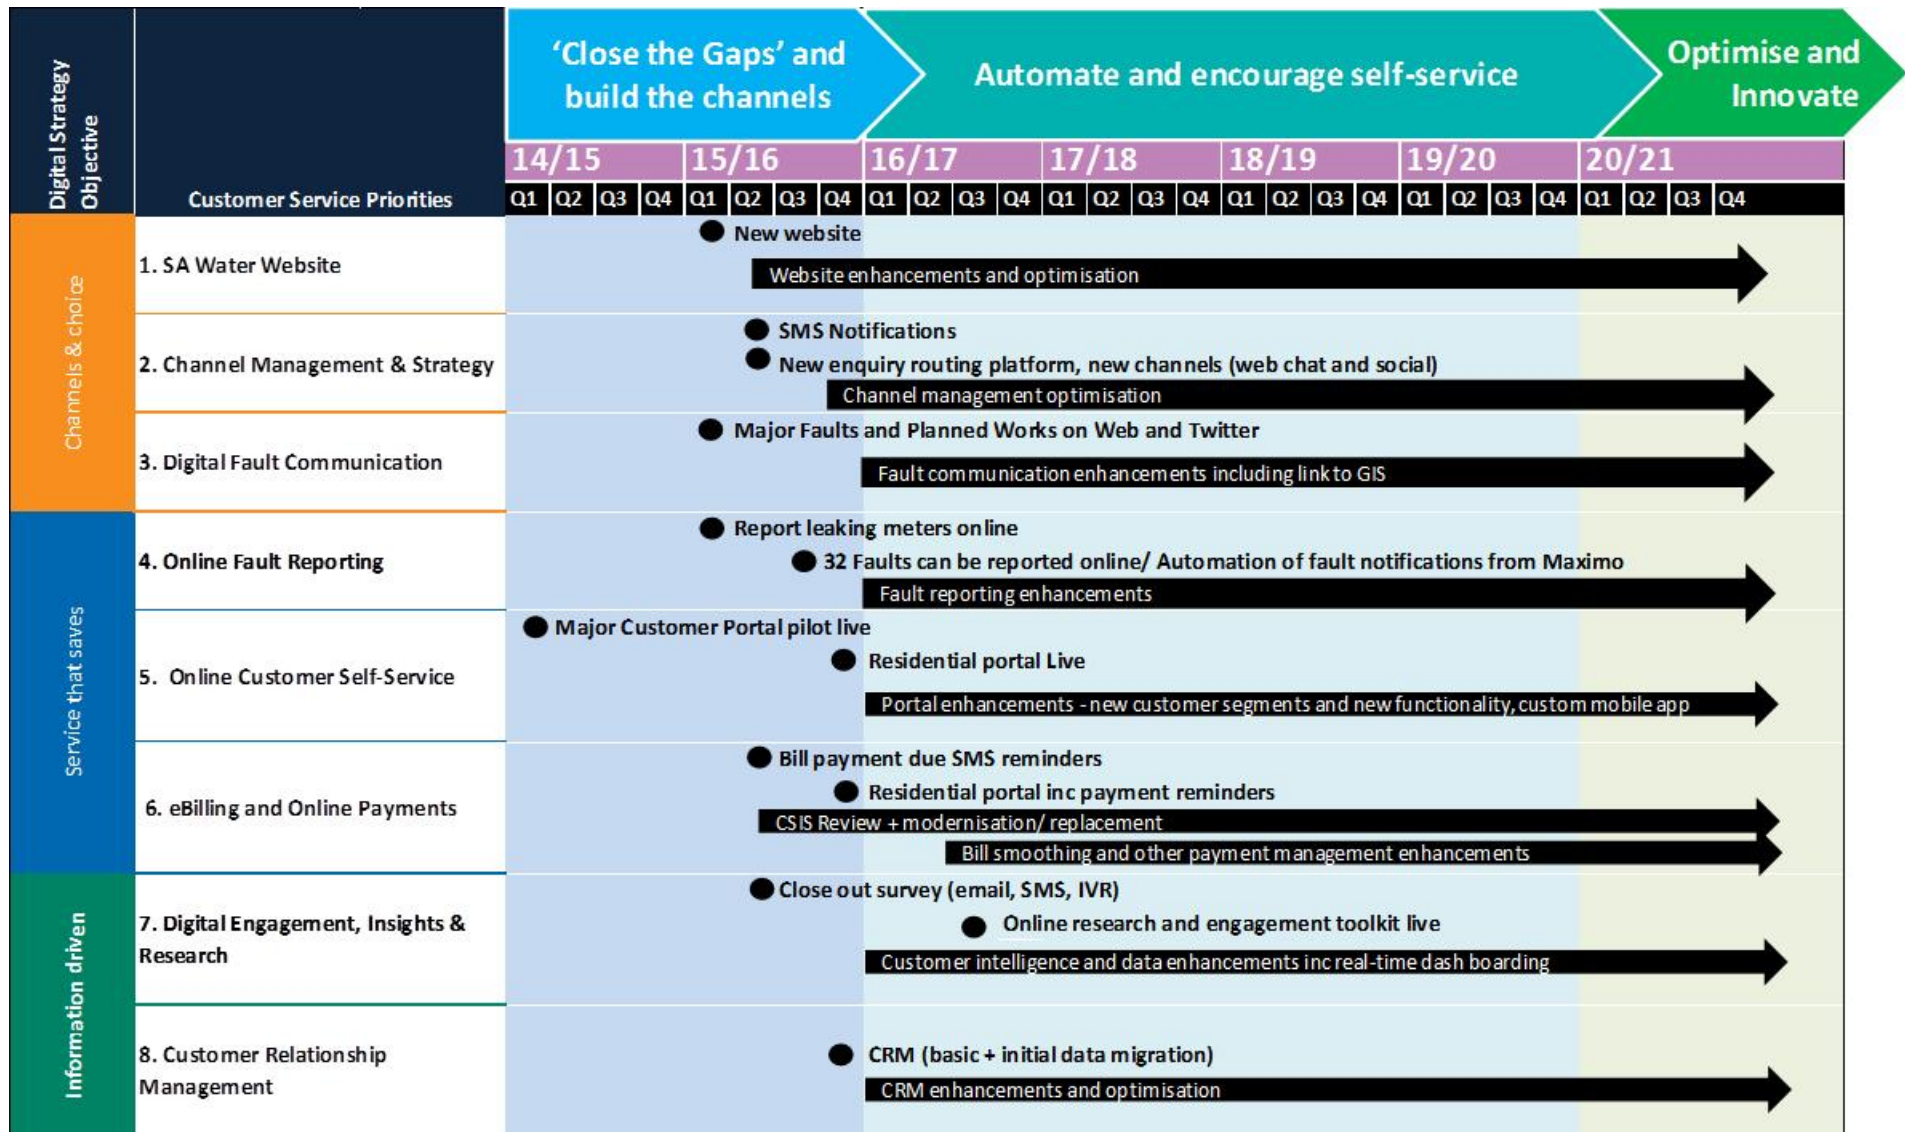 Digital Strategy
Objective
Customer Service Priorities
‘Close the Gaps’ and
build the channels
Automate and encourage self-service
Optimise and
Innovate
14/15 15/16 16/17 17/18 18/19 19/20 20/21
Q1 Q2 Q3 Q4 Q1 Q2 Q3 Q4 Q1 Q2 Q3 Q4 Q1 Q2 Q3 Q4 Q1 Q2 Q3 Q4 Q1 Q2 Q3 Q4 Q1 Q2 Q3 Q4
Channels & choice
1. SA Water Website
New website
Website enhancements and optimisation
2. Channel Management & Strategy
SMS Notifications
New enquiry routing platform, new channels (web chat and social)
Channel management optimisation
3. Digital Fault Communication
Major Faults and Planned Works on Web and Twitter
Fault communication enhancements including link to GIS
Service that saves
4. Online Fault Reporting
Report leaking meters online
32 Faults can be reported online/ Automation of fault notifications from Maximo
Fault reporting enhancements
5. Online Customer Self-Service
Major Customer Portal pilot live
Residential portal Live
Portal enhancements - new customer segments and new functionality, custom mobile app
6. eBilling and Online Payments
Bill payment due SMS reminders
Residential portal inc payment reminders
CSIS Review + modernisation/ replacement
Bill smoothing and other payment management enhancements
Information driven
7. Digital Engagement, Insights &
Research
Close out survey (email, SMS, IVR)
Online research and engagement toolkit live
Customer intelligence and data enhancements inc real-time dash boarding
8. Customer Relationship
Management
CRM (basic + initial data migration)
CRM enhancements and optimisation